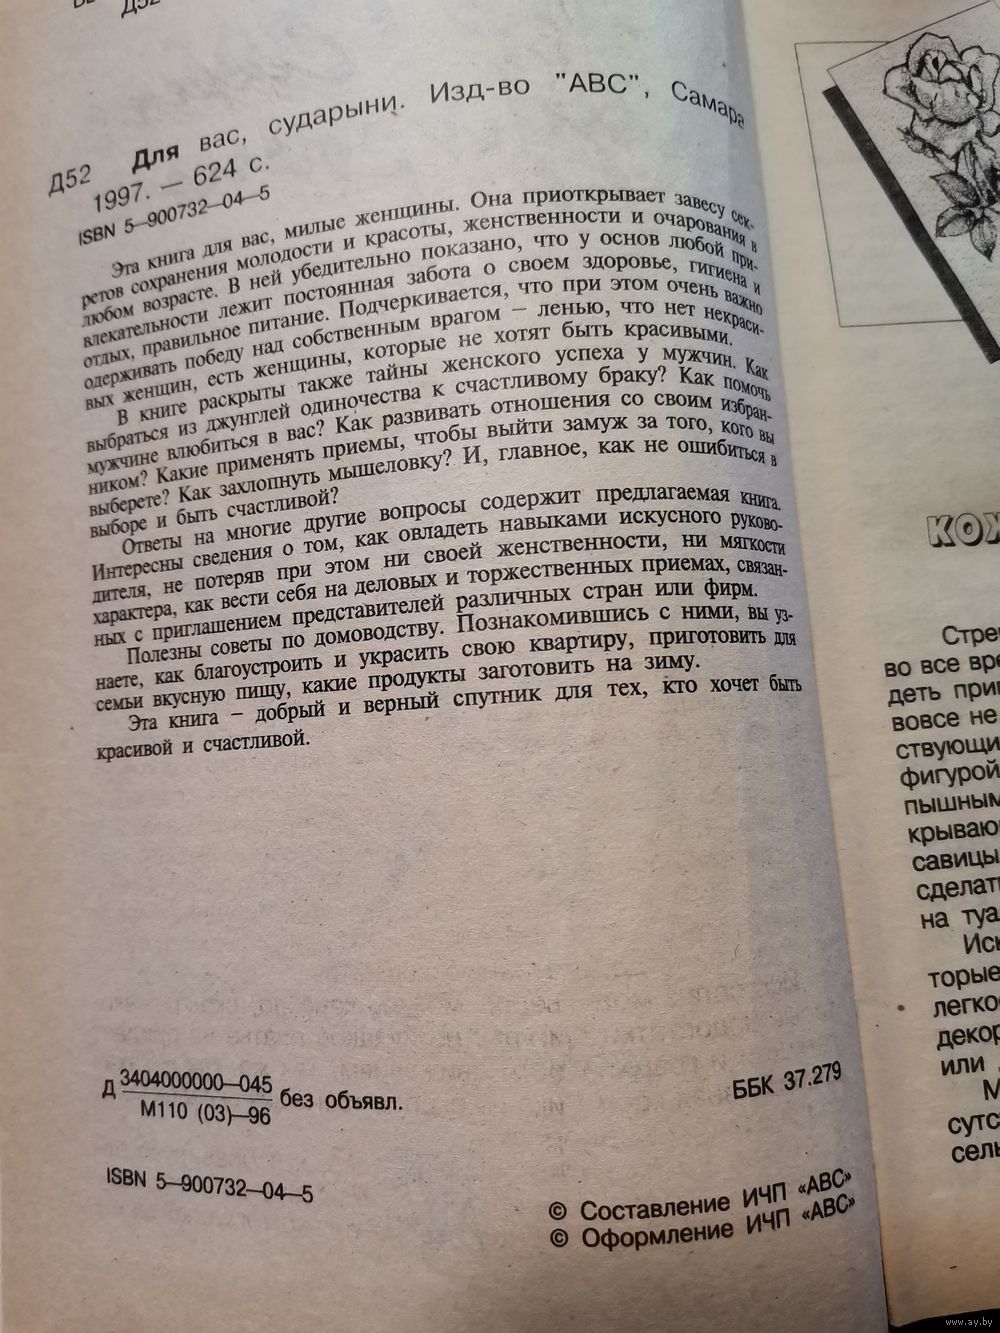 Д52
Д52 Для вас, сударыни. Изд-во "АВС", Самара
1997. — 624 с.
ISBN 5—900732—04—5
Эта книга для вас, милые женщины. Она приоткрывает завесу сек-
ретов сохранения молодости и красоты, женственности и очарования в
любом возрасте. В ней убедительно показано, что у основ любой при-
влекательности лежит постоянная забота о своем здоровье, гигиена и
отдых, правильное питание. Подчеркивается, что при этом очень важно
одерживать победу над собственным врагом — ленью, что нет некраси-
вых женщин, есть женщины, которые не хотят быть красивыми.
В книге раскрыты также тайны женского успеха у мужчин. Как
выбраться из джунглей одиночества к счастливому браку? Как помочь
мужчине влюбиться в вас? Как развивать отношения со своим избран-
ником? Какие применять приемы, чтобы выйти замуж за того, кого вы
выберете? Как захлопнуть мышеловку? И, главное, как не ошибиться в
выборе и быть счастливой?
Ответы на многие другие вопросы содержит предлагаемая книга.
Интересны сведения о том, как овладеть навыками искусного руково-
дителя, не потеряв при этом ни своей женственности, ни мягкости
характера, как вести себя на деловых и торжественных приемах, связан-
ных с приглашением представителей различных стран или фирм.
Полезны советы по домоводству. Познакомившись с ними, вы уз-
наете, как благоустроить и украсить свою квартиру, приготовить для
семьи вкусную пищу, какие продукты заготовить на зиму.
Эта книга – добрый и верный спутник для тех, кто хочет быть
красивой и счастливой.
Д 3404000000—045
М110 (03)—96
без объявл.
ББК 37.279
ISBN 5—900732—04—5
© Составление ИЧП «АВС»
© Оформление ИЧП «АВС»
КОЖ
Стре
во все вре
деть при
вовсе не
ствующи
фигурой
пышным
крываю
савицы
сделат
на туа
Иск
торые
легко
декор
или
М
сутс
сель
www.ay.by